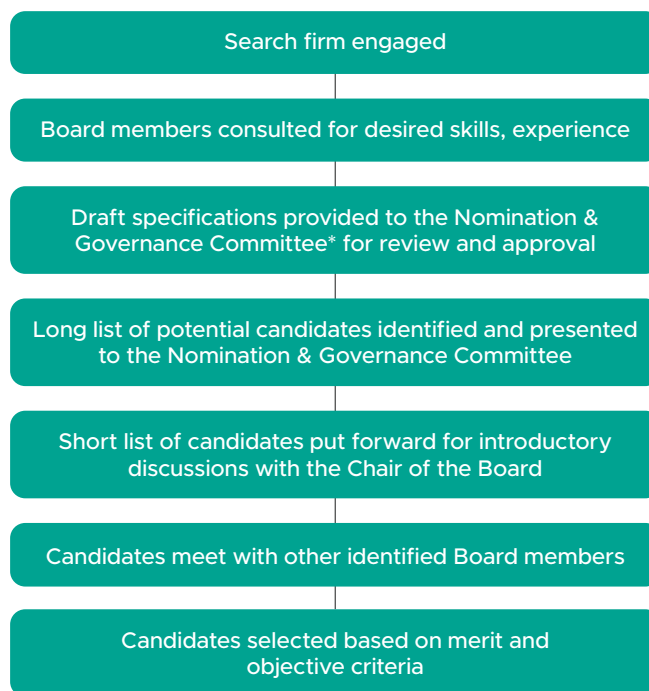 Search firm engaged
Board members consulted for desired skills, experience
Draft specifications provided to the Nomination &
Governance Committee* for review and approval
Long list of potential candidates identified and presented
to the Nomination & Governance Committee
Short list of candidates put forward for introductory
discussions with the Chair of the Board
Candidates meet with other identified Board members
Candidates selected based on merit and
objective criteria